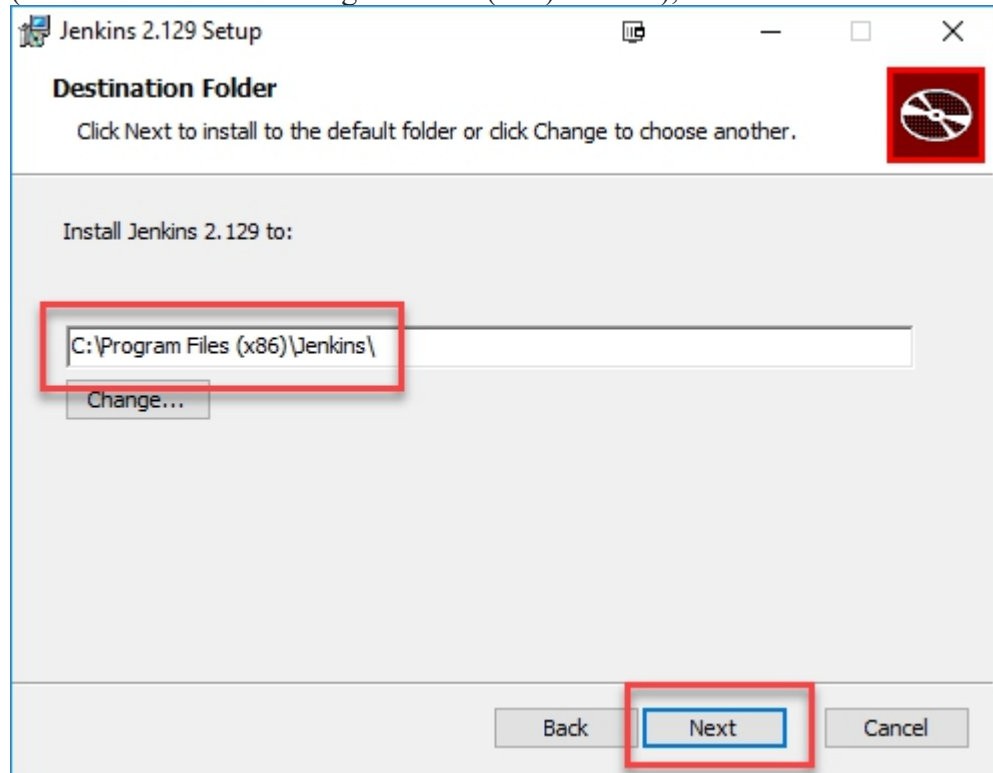 Jenkins 2.129 Setup
Destination Folder
Click Next to install to the default folder or click Change to choose another.
Install Jenkins 2.129 to:
C:\Program Files (x86)\Jenkins\
Change...
Back Next Cancel